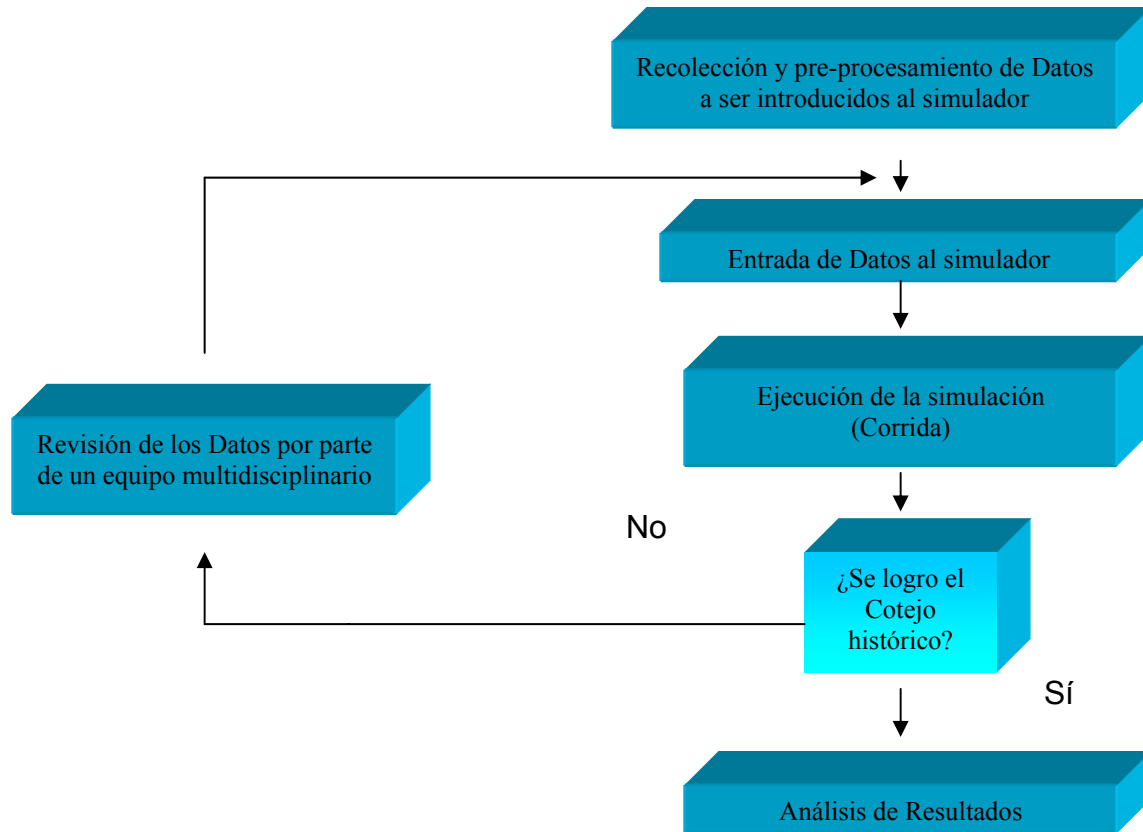 Recolección y pre-procesamiento de Datos
a ser introducidos al simulador
Entrada de Datos al simulador
Ejecución de la simulación
(Corrida)
Revisión de los Datos por parte
de un equipo multidisciplinario
No
¿Se logro el
Cotejo
histórico?
Sí
Análisis de Resultados